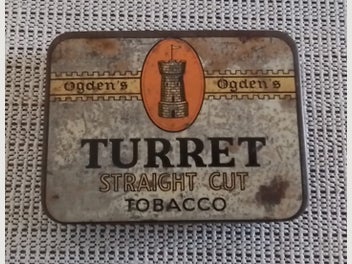 Ogden's Ogden's
TURRET
STRAIGHT CUT
TOBACCO